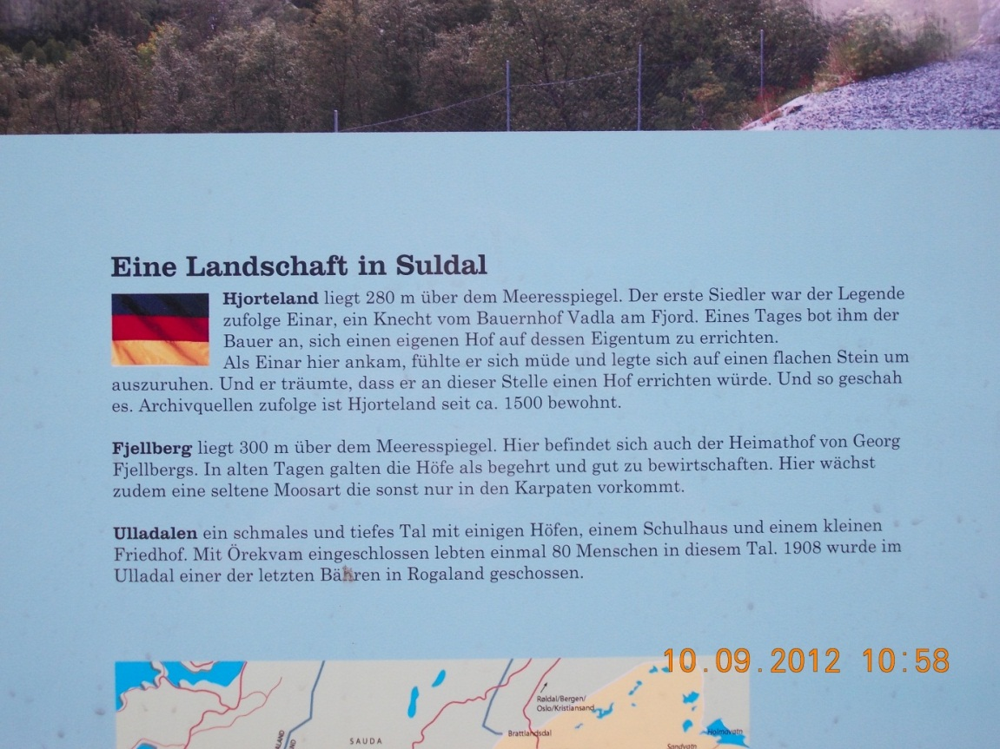 Eine Landschaft in Suldal
Hjorteland liegt 280 m über dem Meeresspiegel. Der erste Siedler war der Legende
zufolge Einar, ein Knecht vom Bauernhof Vadla am Fjord. Eines Tages bot ihm der
Bauer an, sich einen eigenen Hof auf dessen Eigentum zu errichten.
Als Einar hier ankam, fühlte er sich müde und legte sich auf einen flachen Stein um
auszuruhen. Und er träumte, dass er an dieser Stelle einen Hof errichten würde. Und so geschah
es. Archivquellen zufolge ist Hjorteland seit ca. 1500 bewohnt.
Fjellberg liegt 300 m über dem Meeresspiegel. Hier befindet sich auch der Heimathof von Georg
Fjellbergs. In alten Tagen galten die Höfe als begehrt und gut zu bewirtschaften. Hier wächst
zudem eine seltene Moosart die sonst nur in den Karpaten vorkommt.
Ulladalen ein schmales und tiefes Tal mit einigen Höfen, einem Schulhaus und einem kleinen
Friedhof. Mit Örekvam eingeschlossen lebten einmal 80 Menschen in diesem Tal. 1908 wurde im
Ulladal einer der letzten Bähren in Rogaland geschossen.
10.09.2012 10:58
Røldal/Bergen/
Oslo/Kristiansand
Brattlandsdal
Holmavatn
SAUDA
Sandvatn